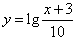 y = lg (x + 3)/10